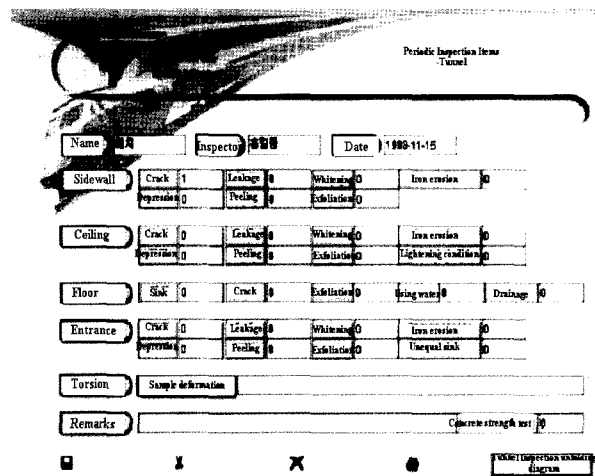 Periodic Inspection Items
-Tunnel
Name Inspector Date 1998-11-15
Sidewall Crack 1 Leakage 0 Whitening 0 Iron erosion 0
Depression 0 Peeling 0 Exfoliation 0
Ceiling Crack 0 Leakage 0 Whitening 0 Iron erosion 0
Depression 0 Peeling 0 Exfoliation 0 Lightening condition 0
Floor Sink 0 Crack 0 Exfoliation 0 Using water 0 Drainage 0
Entrance Crack 0 Leakage 0 Whitening 0 Iron erosion 0
Depression 0 Peeling 0 Exfoliation 0 Unequal sink 0
Torsion Sample deformation
Remarks Concrete strength test 0
Tunnel Inspection
diagram